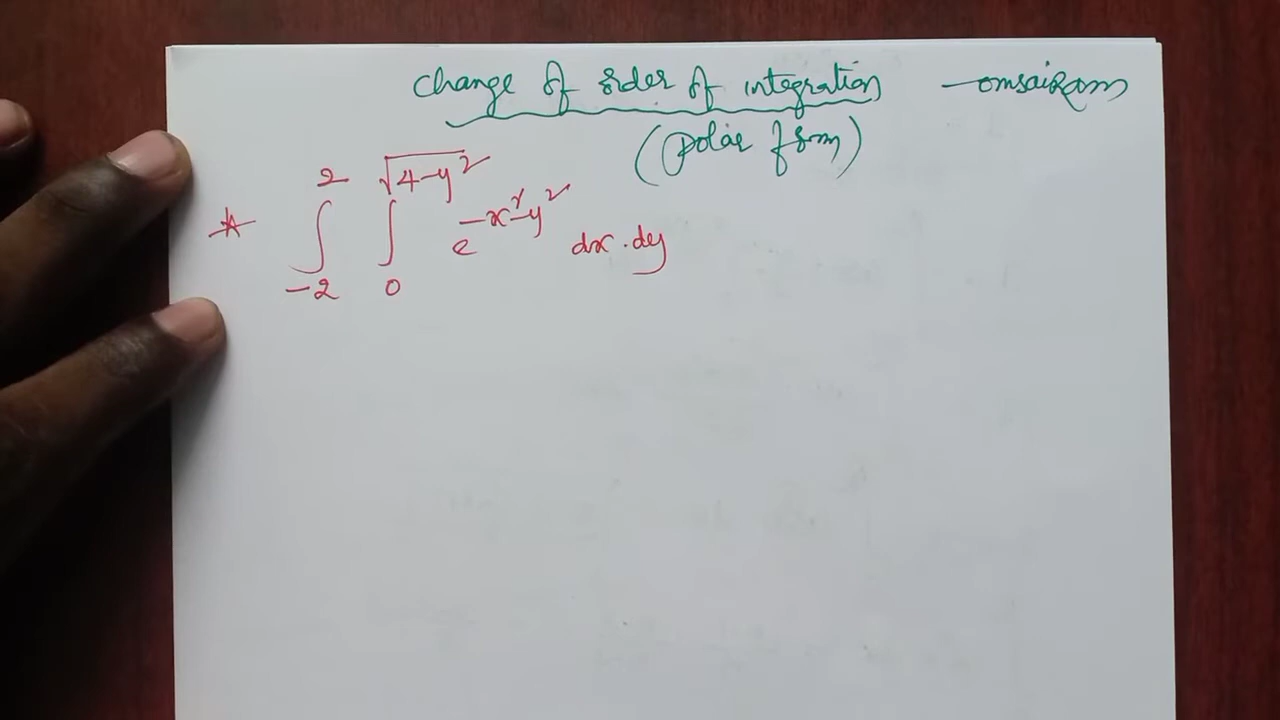 Change of order of integration - omsairam
(Polar form)
* ∫_{-2}^{2} ∫_{0}^{√(4-y²)} e^{-x²-y²} dx.dy